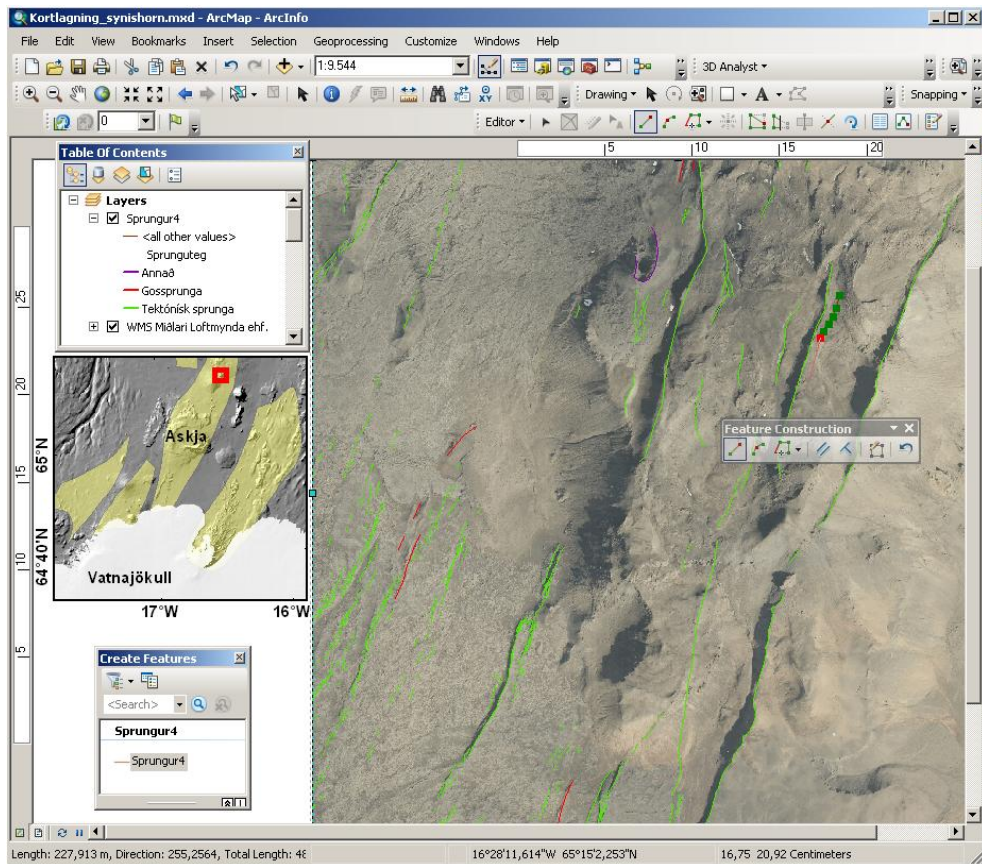 Kortlagning_synishorn.mxd - ArcMap - ArcInfo
File Edit View Bookmarks Insert Selection Geoprocessing Customize Windows Help
1:9.544
3D Analyst
Drawing
A
Snapping
0
Editor
5 10 15 20
Table Of Contents
Layers
Sprungur4
<all other values>
Sprunguteg
Annað
Gossprunga
Tektónísk sprunga
WMS Miðlari Loftmynda ehf.
25
20
15
10
5
Feature Construction
65°N
64°40'N
Askja
Vatnajökull
17°W 16°W
Create Features
<Search>
Sprungur4
Sprungur4
Length: 227,913 m, Direction: 255,2564, Total Length: 48 16°28'11,614"W 65°15'2,253"N 16,75 20,92 Centimeters